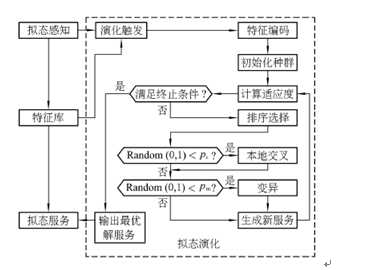 拟态感知
演化触发
特征编码
初始化种群
是
满足终止条件？
计算适应度
否
特征库
排序选择
Random (0,1) < pc?
是
本地交叉
否
Random (0,1) < pm?
是
变异
否
拟态服务
输出最优
解服务
生成新服务
拟态演化